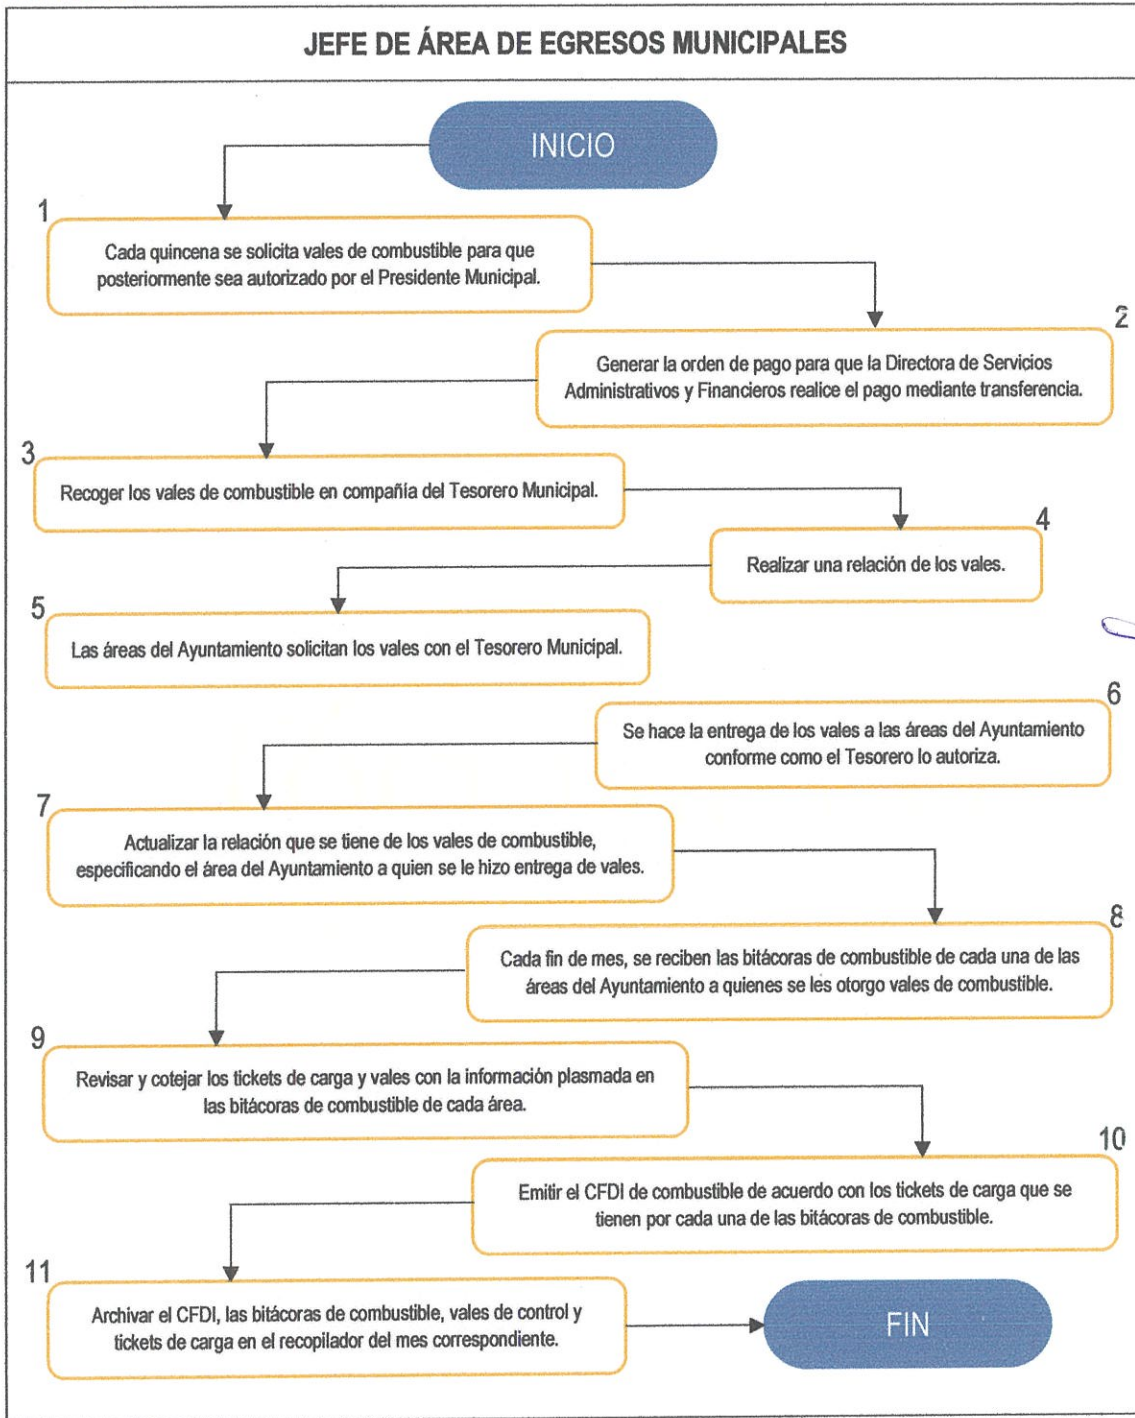 JEFE DE ÁREA DE EGRESOS MUNICIPALES
INICIO
1
Cada quincena se solicita vales de combustible para que
posteriormente sea autorizado por el Presidente Municipal.
2
Generar la orden de pago para que la Directora de Servicios
Administrativos y Financieros realice el pago mediante transferencia.
3
Recoger los vales de combustible en compañía del Tesorero Municipal.
4
Realizar una relación de los vales.
5
Las áreas del Ayuntamiento solicitan los vales con el Tesorero Municipal.
6
Se hace la entrega de los vales a las áreas del Ayuntamiento
conforme como el Tesorero lo autoriza.
7
Actualizar la relación que se tiene de los vales de combustible,
especificando el área del Ayuntamiento a quien se le hizo entrega de vales.
8
Cada fin de mes, se reciben las bitácoras de combustible de cada una de las
áreas del Ayuntamiento a quienes se les otorgo vales de combustible.
9
Revisar y cotejar los tickets de carga y vales con la información plasmada en
las bitácoras de combustible de cada área.
10
Emitir el CFDI de combustible de acuerdo con los tickets de carga que se
tienen por cada una de las bitácoras de combustible.
11
Archivar el CFDI, las bitácoras de combustible, vales de control y
tickets de carga en el recopilador del mes correspondiente.
FIN